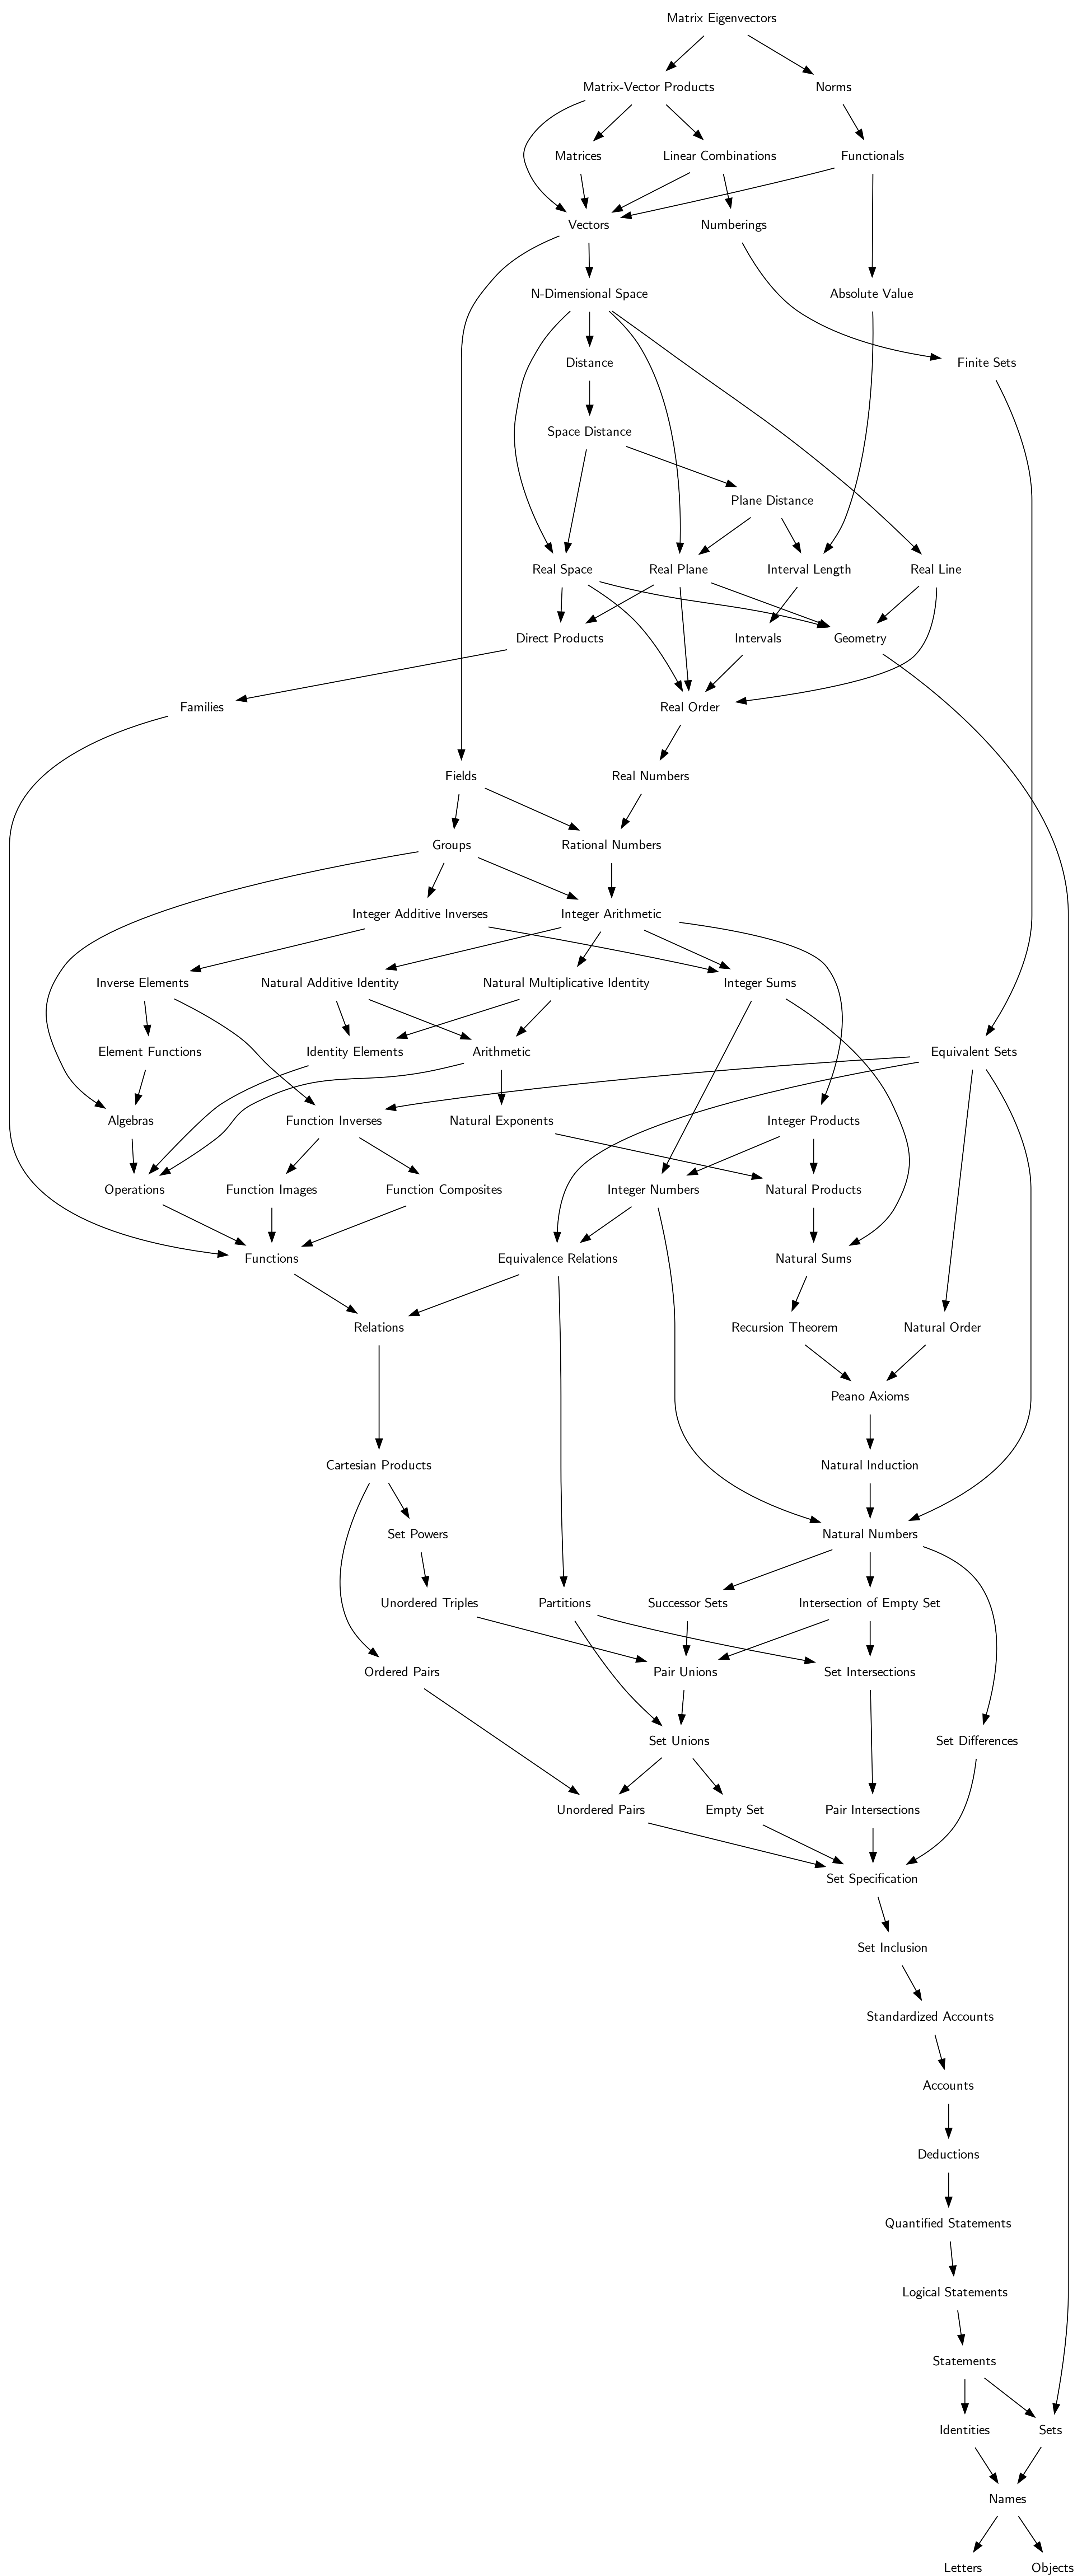 Matrix Eigenvectors
Matrix-Vector Products
Norms
Matrices
Linear Combinations
Functionals
Vectors
Numberings
N-Dimensional Space
Absolute Value
Distance
Finite Sets
Space Distance
Plane Distance
Real Space
Real Plane
Interval Length
Real Line
Direct Products
Intervals
Geometry
Families
Real Order
Fields
Real Numbers
Groups
Rational Numbers
Integer Additive Inverses
Integer Arithmetic
Inverse Elements
Natural Additive Identity
Natural Multiplicative Identity
Integer Sums
Element Functions
Identity Elements
Arithmetic
Equivalent Sets
Algebras
Function Inverses
Natural Exponents
Integer Products
Operations
Function Images
Function Composites
Integer Numbers
Natural Products
Functions
Equivalence Relations
Natural Sums
Relations
Recursion Theorem
Natural Order
Peano Axioms
Cartesian Products
Natural Induction
Set Powers
Natural Numbers
Unordered Triples
Partitions
Successor Sets
Intersection of Empty Set
Ordered Pairs
Pair Unions
Set Intersections
Set Unions
Set Differences
Unordered Pairs
Empty Set
Pair Intersections
Set Specification
Set Inclusion
Standardized Accounts
Accounts
Deductions
Quantified Statements
Logical Statements
Statements
Identities
Sets
Names
Letters
Objects